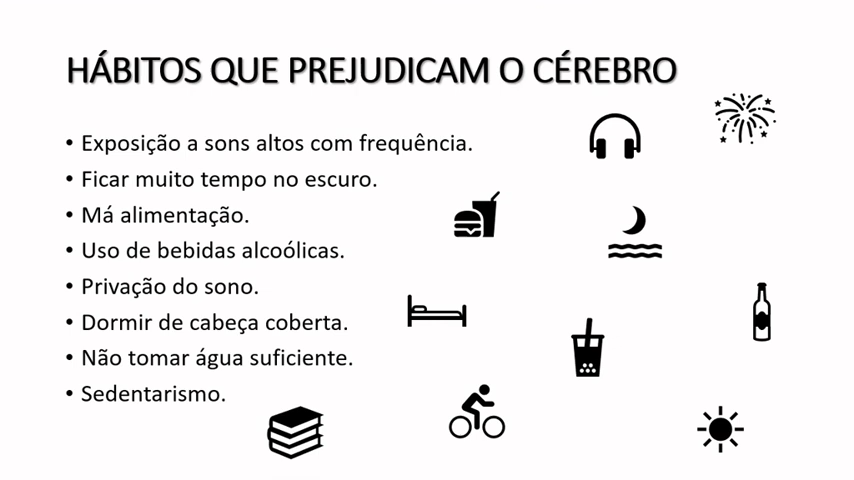 HÁBITOS QUE PREJUDICAM O CÉREBRO
• Exposição a sons altos com frequência.
• Ficar muito tempo no escuro.
• Má alimentação.
• Uso de bebidas alcoólicas.
• Privação do sono.
• Dormir de cabeça coberta.
• Não tomar água suficiente.
• Sedentarismo.